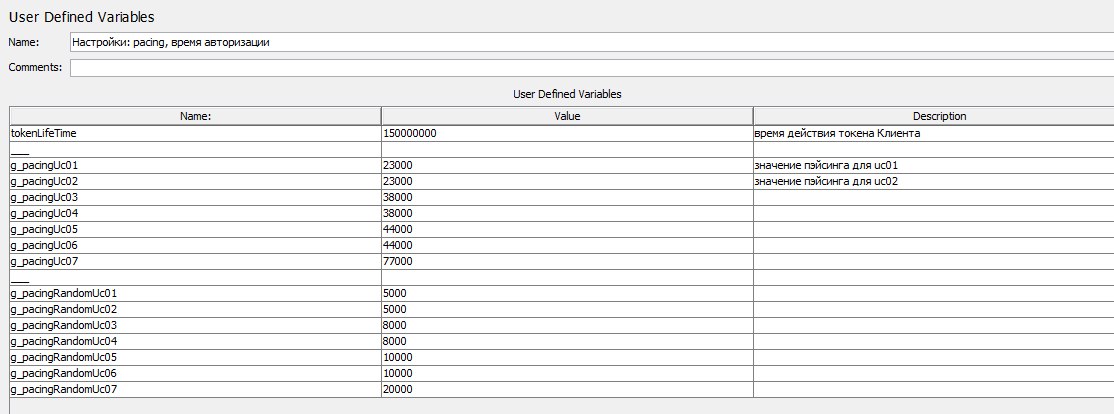 User Defined Variables
Name: Настройки: pacing, время авторизации
Comments:
User Defined Variables
Name: Value Description
tokenLifeTime 150000000 время действия токена Клиента
___
g_pacingUc01 23000 значение пэйсинга для uc01
g_pacingUc02 23000 значение пэйсинга для uc02
g_pacingUc03 38000
g_pacingUc04 38000
g_pacingUc05 44000
g_pacingUc06 44000
g_pacingUc07 77000
___
g_pacingRandomUc01 5000
g_pacingRandomUc02 5000
g_pacingRandomUc03 8000
g_pacingRandomUc04 8000
g_pacingRandomUc05 10000
g_pacingRandomUc06 10000
g_pacingRandomUc07 20000